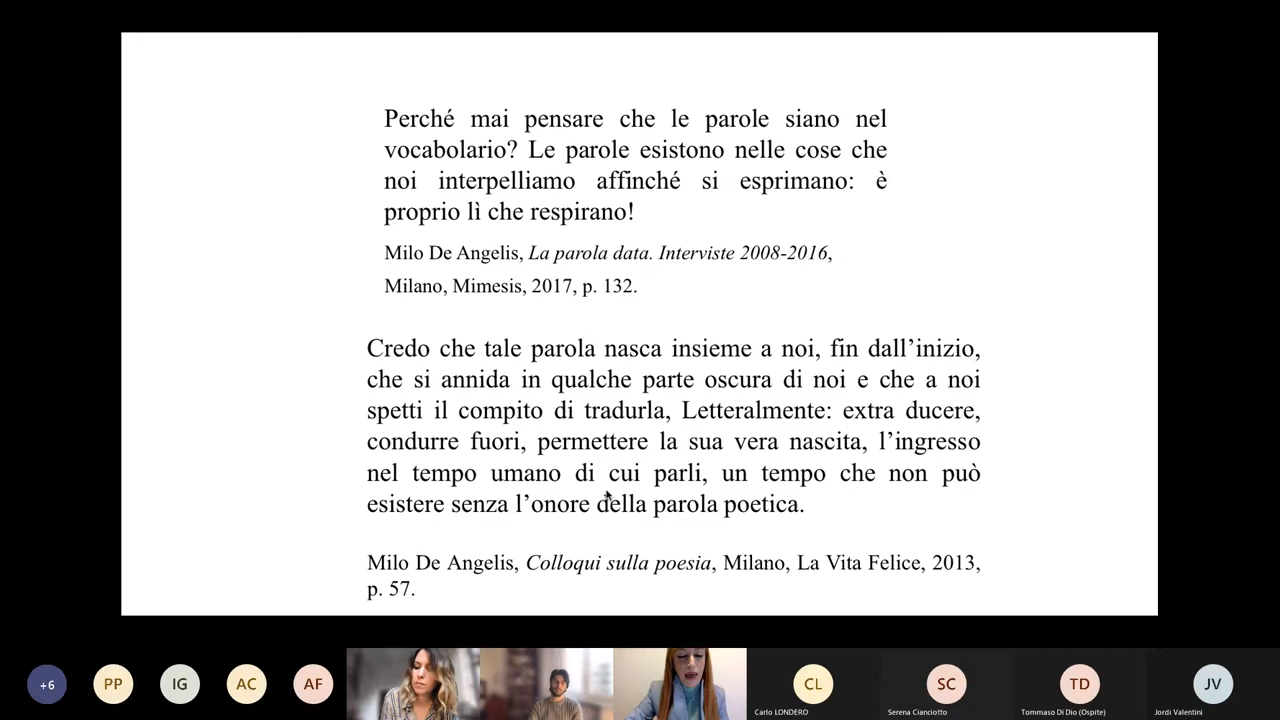 Perché mai pensare che le parole siano nel
vocabolario? Le parole esistono nelle cose che
noi interpelliamo affinché si esprimano: è
proprio lì che respirano!
Milo De Angelis, La parola data. Interviste 2008-2016,
Milano, Mimesis, 2017, p. 132.
Credo che tale parola nasca insieme a noi, fin dall’inizio,
che si annida in qualche parte oscura di noi e che a noi
spetti il compito di tradurla, Letteralmente: extra ducere,
condurre fuori, permettere la sua vera nascita, l’ingresso
nel tempo umano di cui parli, un tempo che non può
esistere senza l’onore della parola poetica.
Milo De Angelis, Colloqui sulla poesia, Milano, La Vita Felice, 2013,
p. 57.
+6 PP IG AC AF CL SC TD JV
Carlo LONDERO Serena Cianciotto Tommaso Di Dio (Ospite) Jordi Valentini